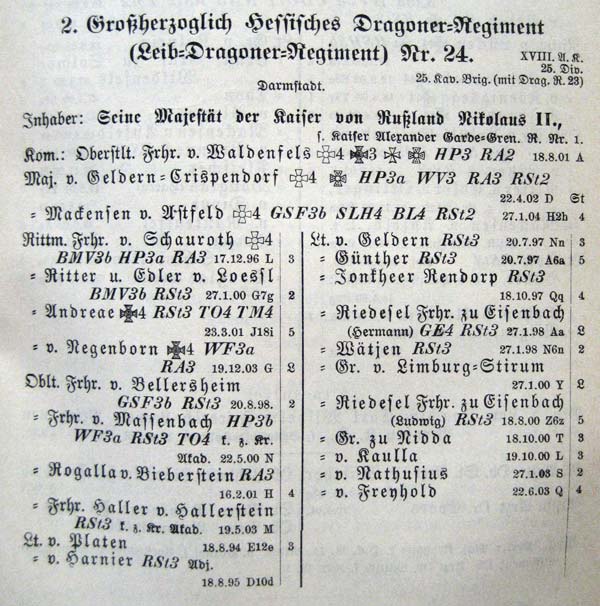 2. Großherzoglich Hessisches Dragoner=Regiment
(Leib=Dragoner=Regiment) Nr. 24.
XVIII. A. K.
25. Div.
Darmstadt.
25. Kav. Brig. (mit Drag. R. 23)
Inhaber: Seine Majestät der Kaiser von Rußland Nikolaus II.,
s. Kaiser Alexander Garde=Gren. R. Nr. 1.
Kom.: Oberstlt. Frhr. v. Waldenfels 4 3 HP3 RA2 18.8.01 A
Maj. v. Geldern=Crispendorf 4 HP3a WV3 RA3 RSt2
22.4.02 D St
= Mackensen v. Astfeld 4 GSF3b SLH4 BL4 RSt2 27.1.04 H2h 4
Rittm. Frhr. v. Schauroth 4
BMV3b HP3a RA3 17.12.96 L 3
= Ritter u. Edler v. Loessl
BMV3b RSt3 27.1.00 G7g 2
= Andreae 4 RSt3 TO4 TM4
23.3.01 J18i 5
= v. Negenborn 4 WF3a
RA3 19.12.03 G L
Oblt. Frhr. v. Bellersheim
GSF3b RSt3 20.8.98. 2
= Frhr. v. Massenbach HP3b
WF3a RSt3 TO4 k. z. Kr.
Akad. 22.5.00 N
= Rogalla v. Bieberstein RA3
16.2.01 H 4
= Frhr. Haller v. Hallerstein
RSt3 k. z. Kr. Akad. 19.5.03 M
Lt. v. Platen
18.8.94 E12e 3
= v. Harnier RSt3 Adj.
18.8.95 D10d
Lt. v. Geldern RSt3 20.7.97 Nn 3
= Günther RSt3 20.7.97 A6a 5
= Jonkheer Rendorp RSt3
18.10.97 Qq 4
= Riedesel Frhr. zu Eisenbach
(Hermann) GE4 RSt3 27.1.98 Aa L
= Wätjen RSt3 27.1.98 N6n 2
= Gr. v. Limburg=Stirum
27.1.00 Y L
= Riedesel Frhr. zu Eisenbach
(Ludwig) RSt3 18.8.00 Z6z 5
= Gr. zu Nidda 18.10.00 T 3
= v. Kaulla 19.10.00 L 3
= v. Nathusius 27.1.03 S 2
= v. Freyhold 22.6.03 Q 4